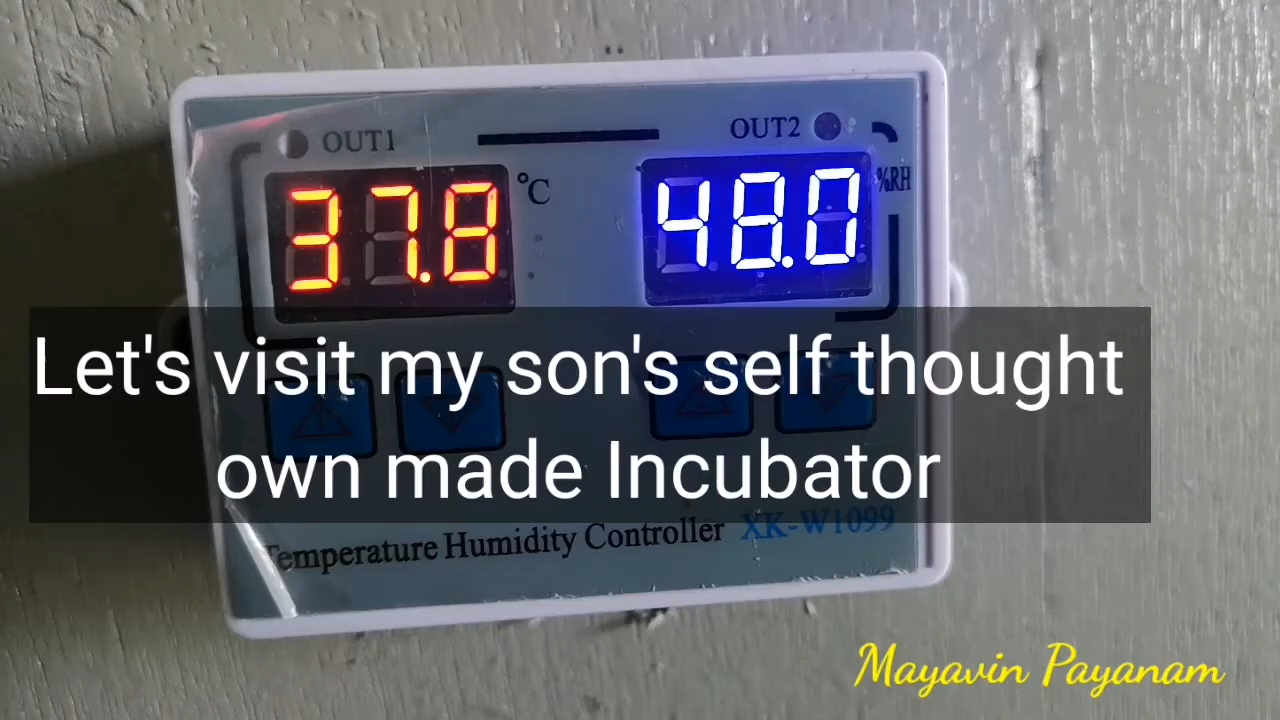 OUT1 OUT2
37.8 °C 48.0 %RH
Let's visit my son's self thought
own made Incubator
Temperature Humidity Controller XK-W1099
Mayavin Payanam